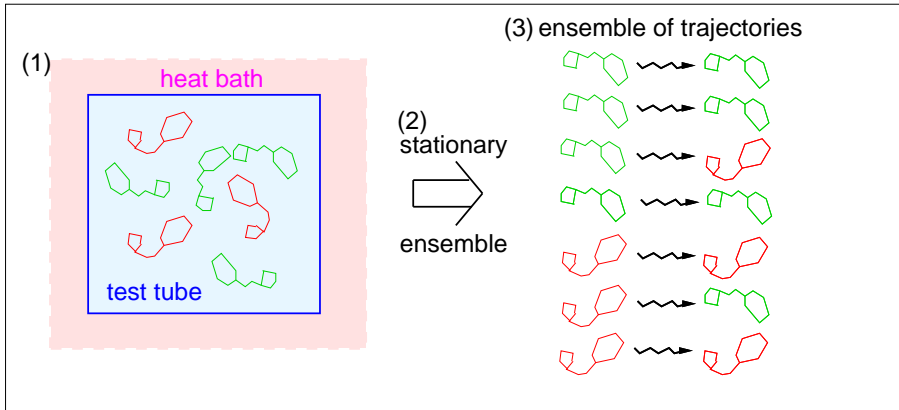 (1)
heat bath
test tube
(2)
stationary
ensemble
(3) ensemble of trajectories